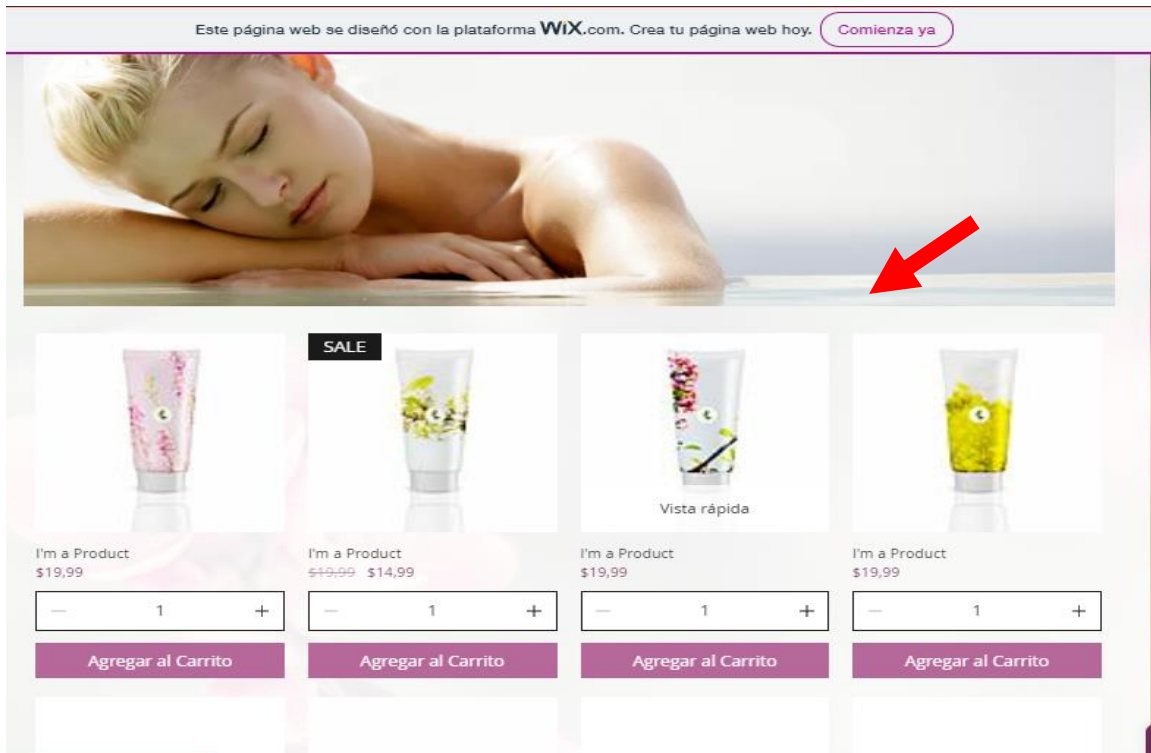 Este página web se diseñó con la plataforma WiX.com. Crea tu página web hoy. Comienza ya
SALE
Vista rápida
I'm a Product I'm a Product I'm a Product I'm a Product
$19,99 $19,99 $14,99 $19,99 $19,99
— 1 + — 1 + — 1 + — 1 +
Agregar al Carrito Agregar al Carrito Agregar al Carrito Agregar al Carrito